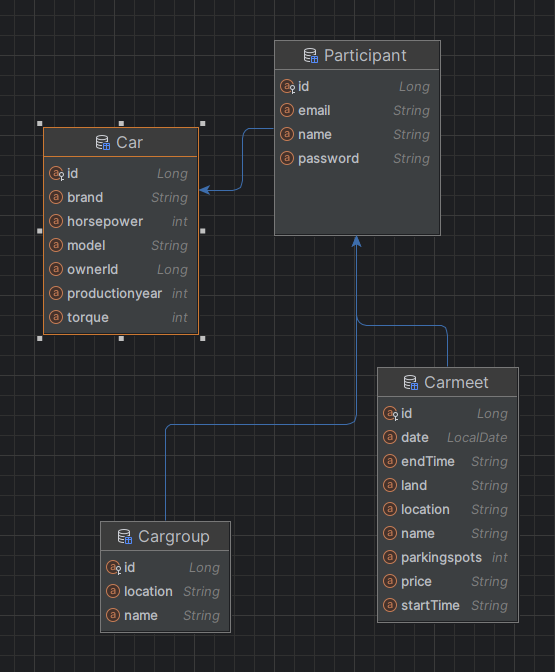 Participant
id Long
email String
name String
password String
Car
id Long
brand String
horsepower int
model String
ownerId Long
productionyear int
torque int
Carmeet
id Long
date LocalDate
endTime String
land String
location String
name String
parkingspots int
price String
startTime String
Cargroup
id Long
location String
name String